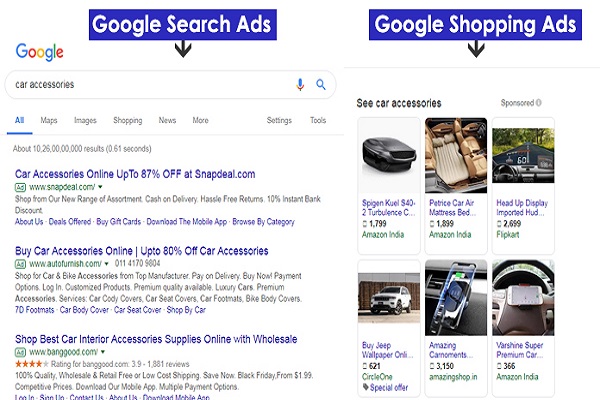 Google Search Ads
Google
car accessories
All Maps Images Shopping News More Settings Tools
About 10,26,00,00,000 results (0.61 seconds)
Car Accessories Online UpTo 87% OFF at Snapdeal.com
Ad www.snapdeal.com/
Shop from Our New Range of Assortment. Cash on Delivery. Hassle Free Returns. 10% Instant Bank
Discount.
About Us · Deals Offered · Buy Gift Cards · Download The Mobile App · Browse By Category
Buy Car Accessories Online | Upto 80% Off Car Accessories
Ad www.autofurnish.com/ 011 4170 9804
Shop for Car & Bike Accessories from Top Manufacturer. Pay on Delivery. Buy Now! Payment
Options. Log In. Customized Products. Premium quality available. Luxury Cars. Premium
Accessories. Services: Car Cody Covers, Car Seat Covers, Car Footmats, Bike Body Covers.
7D Footmats · Car Body Cover · Car Seat Cover · Shop By Car
Shop Best Car Interior Accessories Supplies Online with Wholesale
Ad www.banggood.com/
Rating for banggood.com: 3.9 - 1,881 reviews
100% Quality, Wholesale & Retail Free or Low Cost Shipping. Save Now. Black Friday,From $1.99.
Competitive Prices. Download Our Mobile App. Multiple Payment Options.
Log In · Sign Up · Contact Us · About Us · Download Mobile App
Google Shopping Ads
See car accessories Sponsored
Spigen Kuel S40-
2 Turbulence C...
1,799
Amazon India
Petrice Car Air
Mattress Bed...
1,899
Amazon India
Head Up Display
Imported Hud...
2,699
Flipkart
Buy Jeep
Wallpaper Onli...
621
CircleOne
Special offer
Amazing
Carnoments...
3,150
amazingshop.in
Varshine Super
Premium Car...
366
Amazon India